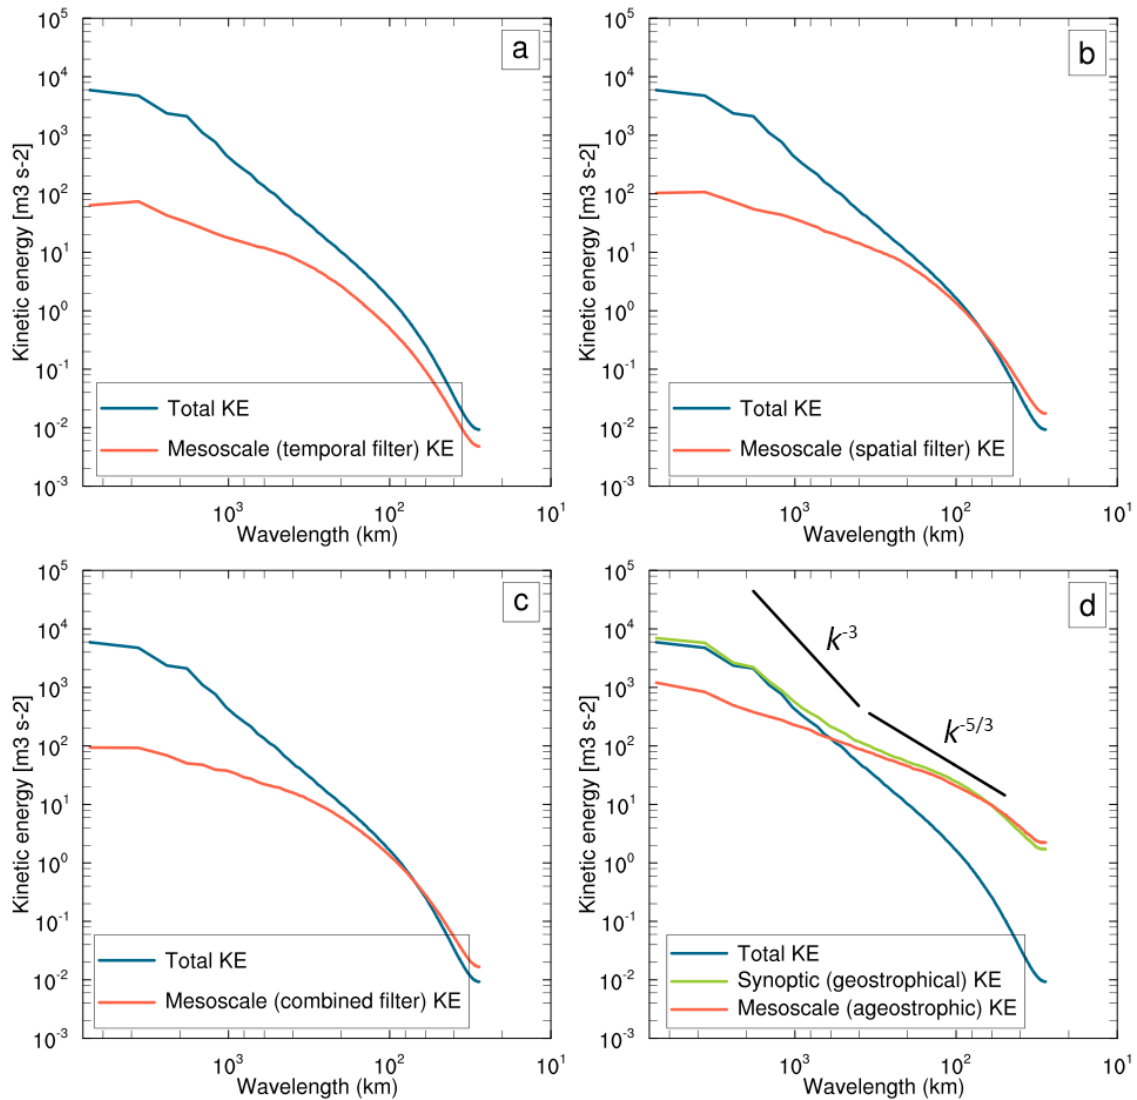 a
10^5
10^4
10^3
10^2
10^1
10^0
10^-1
10^-2
10^-3
Kinetic energy [m3 s-2]
Total KE
Mesoscale (temporal filter) KE
10^3 10^2 10^1
Wavelength (km)
b
10^5
10^4
10^3
10^2
10^1
10^0
10^-1
10^-2
10^-3
Kinetic energy [m3 s-2]
Total KE
Mesoscale (spatial filter) KE
10^3 10^2 10^1
Wavelength (km)
c
10^5
10^4
10^3
10^2
10^1
10^0
10^-1
10^-2
10^-3
Kinetic energy [m3 s-2]
Total KE
Mesoscale (combined filter) KE
10^3 10^2 10^1
Wavelength (km)
d
10^5
10^4
10^3
10^2
10^1
10^0
10^-1
10^-2
10^-3
Kinetic energy [m3 s-2]
k^-3
k^-5/3
Total KE
Synoptic (geostrophical) KE
Mesoscale (ageostrophic) KE
10^3 10^2 10^1
Wavelength (km)